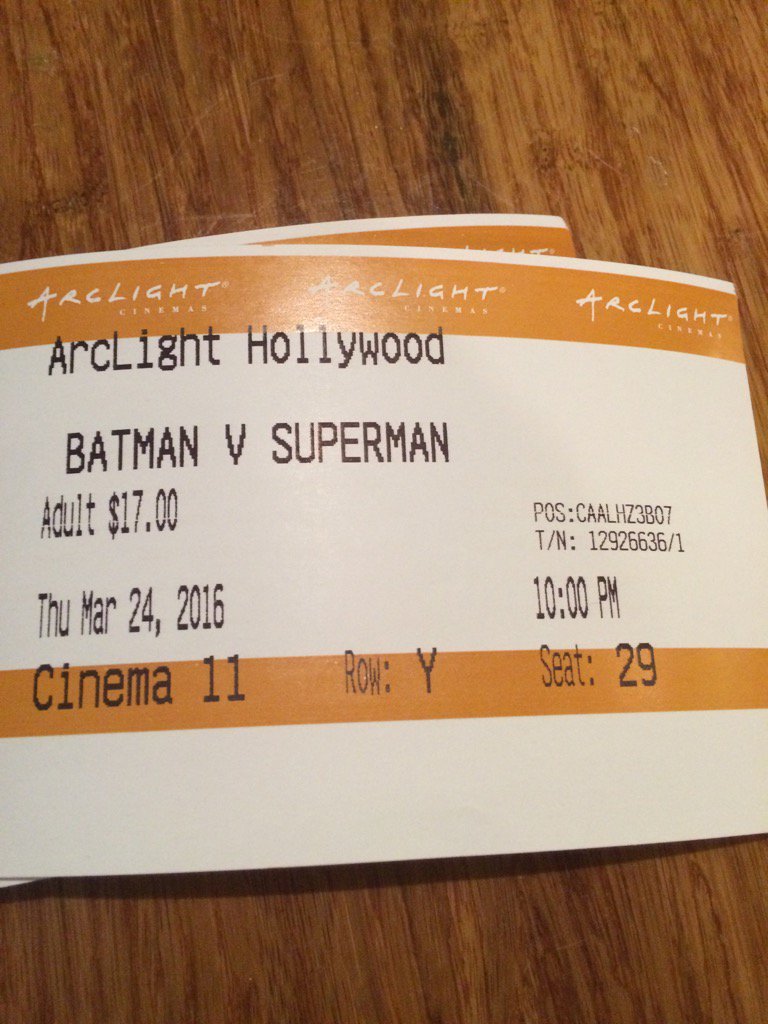 ARCLIGHT® ARCLIGHT® ARCLIGHT®
CINEMAS CINEMAS CINEMAS
ArcLight Hollywood
BATMAN V SUPERMAN
Adult $17.00
POS:CAALHZ3B07
T/N: 12926636/1
Thu Mar 24, 2016 10:00 PM
Cinema 11 Row: Y Seat: 29